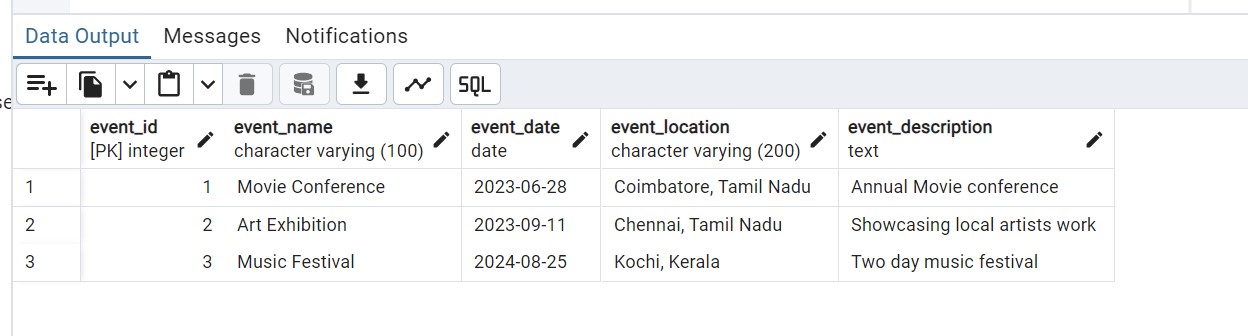 Data Output Messages Notifications
se
SQL
event_id event_name event_date event_location event_description
[PK] integer character varying (100) date character varying (200) text
1 1 Movie Conference 2023-06-28 Coimbatore, Tamil Nadu Annual Movie conference
2 2 Art Exhibition 2023-09-11 Chennai, Tamil Nadu Showcasing local artists work
3 3 Music Festival 2024-08-25 Kochi, Kerala Two day music festival